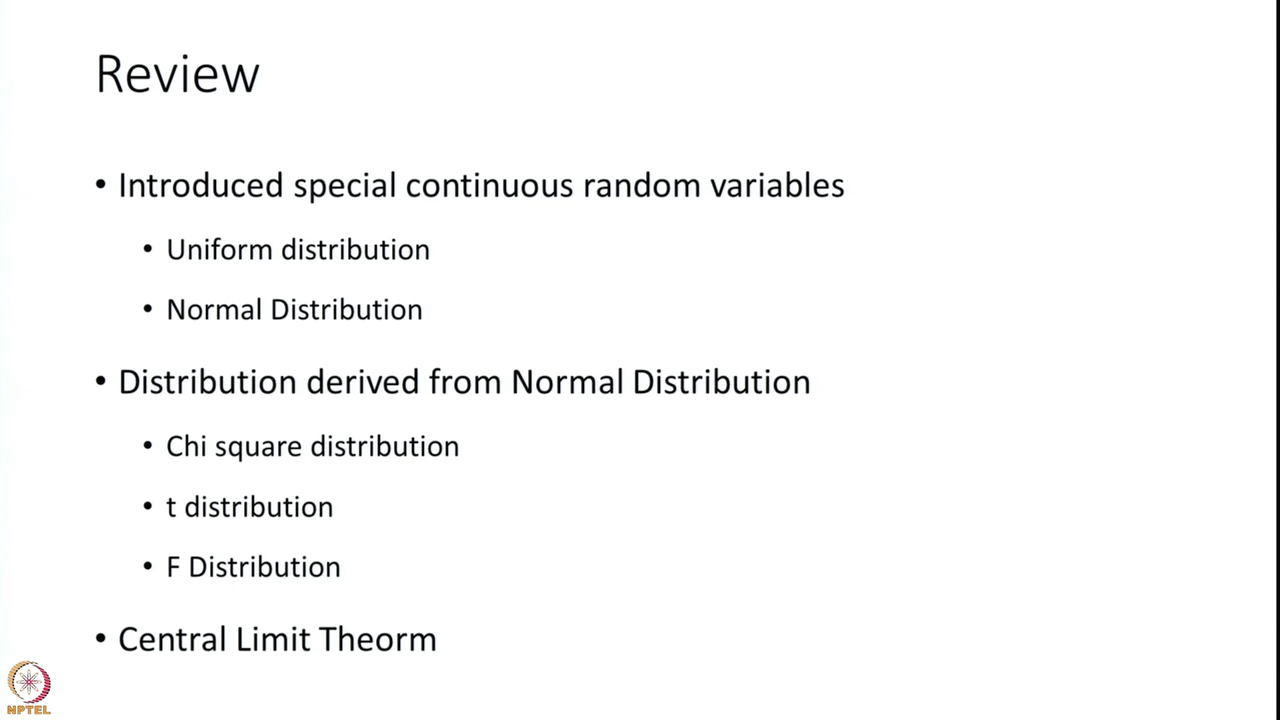 Review
• Introduced special continuous random variables
• Uniform distribution
• Normal Distribution
• Distribution derived from Normal Distribution
• Chi square distribution
• t distribution
• F Distribution
• Central Limit Theorm
NPTEL